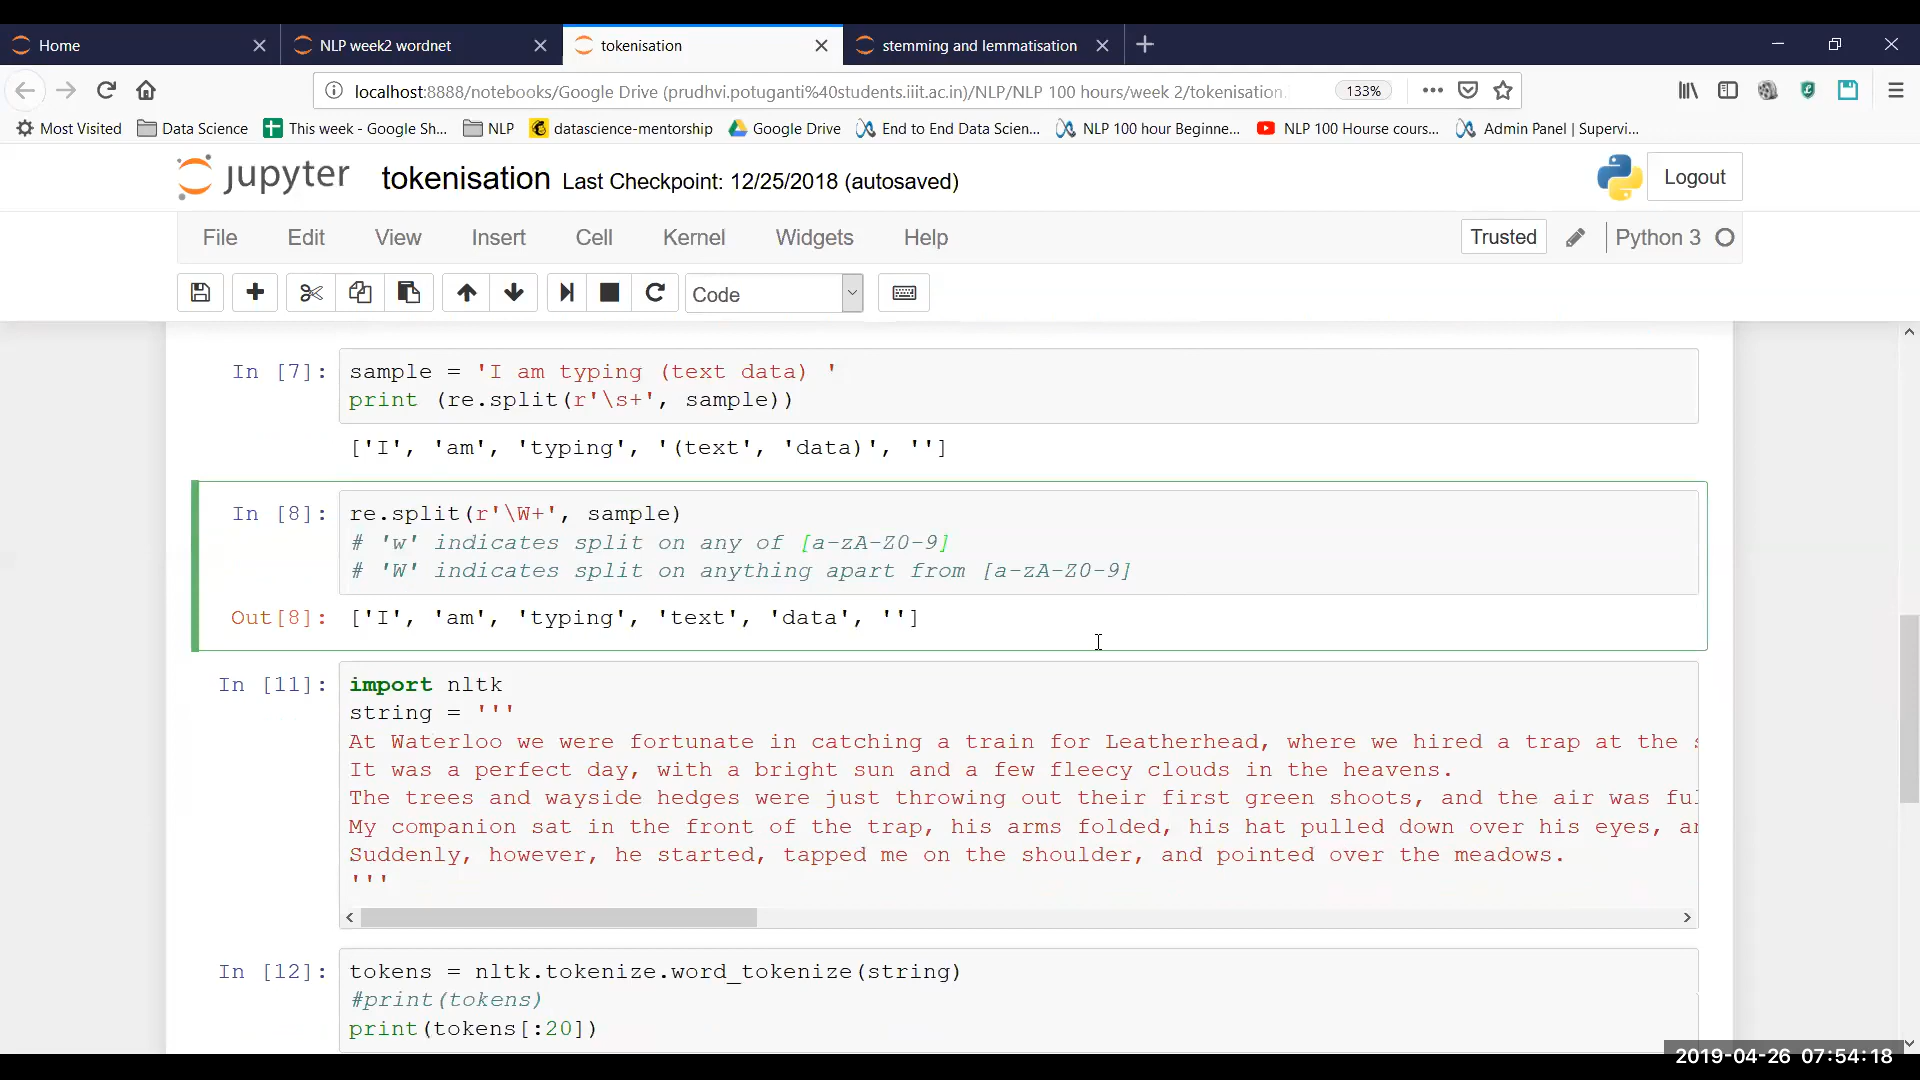 Home
NLP week2 wordnet
tokenisation
stemming and lemmatisation
localhost:8888/notebooks/Google Drive (prudhvi.potuganti%40students.iiit.ac.in)/NLP/NLP 100 hours/week 2/tokenisation.
133%
Most Visited
Data Science
This week - Google Sh...
NLP
datascience-mentorship
Google Drive
End to End Data Scien...
NLP 100 hour Beginne...
NLP 100 Hourse cours...
Admin Panel | Supervi...
jupyter
tokenisation Last Checkpoint: 12/25/2018 (autosaved)
Logout
File Edit View Insert Cell Kernel Widgets Help
Trusted
Python 3
Code
In [7]: sample = 'I am typing (text data) '
print (re.split(r'\s+', sample))
['I', 'am', 'typing', '(text', 'data)', '']
In [8]: re.split(r'\W+', sample)
# 'w' indicates split on any of [a-zA-Z0-9]
# 'W' indicates split on anything apart from [a-zA-Z0-9]
Out[8]: ['I', 'am', 'typing', 'text', 'data', '']
In [11]: import nltk
string = '''
At Waterloo we were fortunate in catching a train for Leatherhead, where we hired a trap at the
It was a perfect day, with a bright sun and a few fleecy clouds in the heavens.
The trees and wayside hedges were just throwing out their first green shoots, and the air was
My companion sat in the front of the trap, his arms folded, his hat pulled down over his eyes,
Suddenly, however, he started, tapped me on the shoulder, and pointed over the meadows.
'''
In [12]: tokens = nltk.tokenize.word_tokenize(string)
#print(tokens)
print(tokens[:20])
2019-04-26 07:54:18